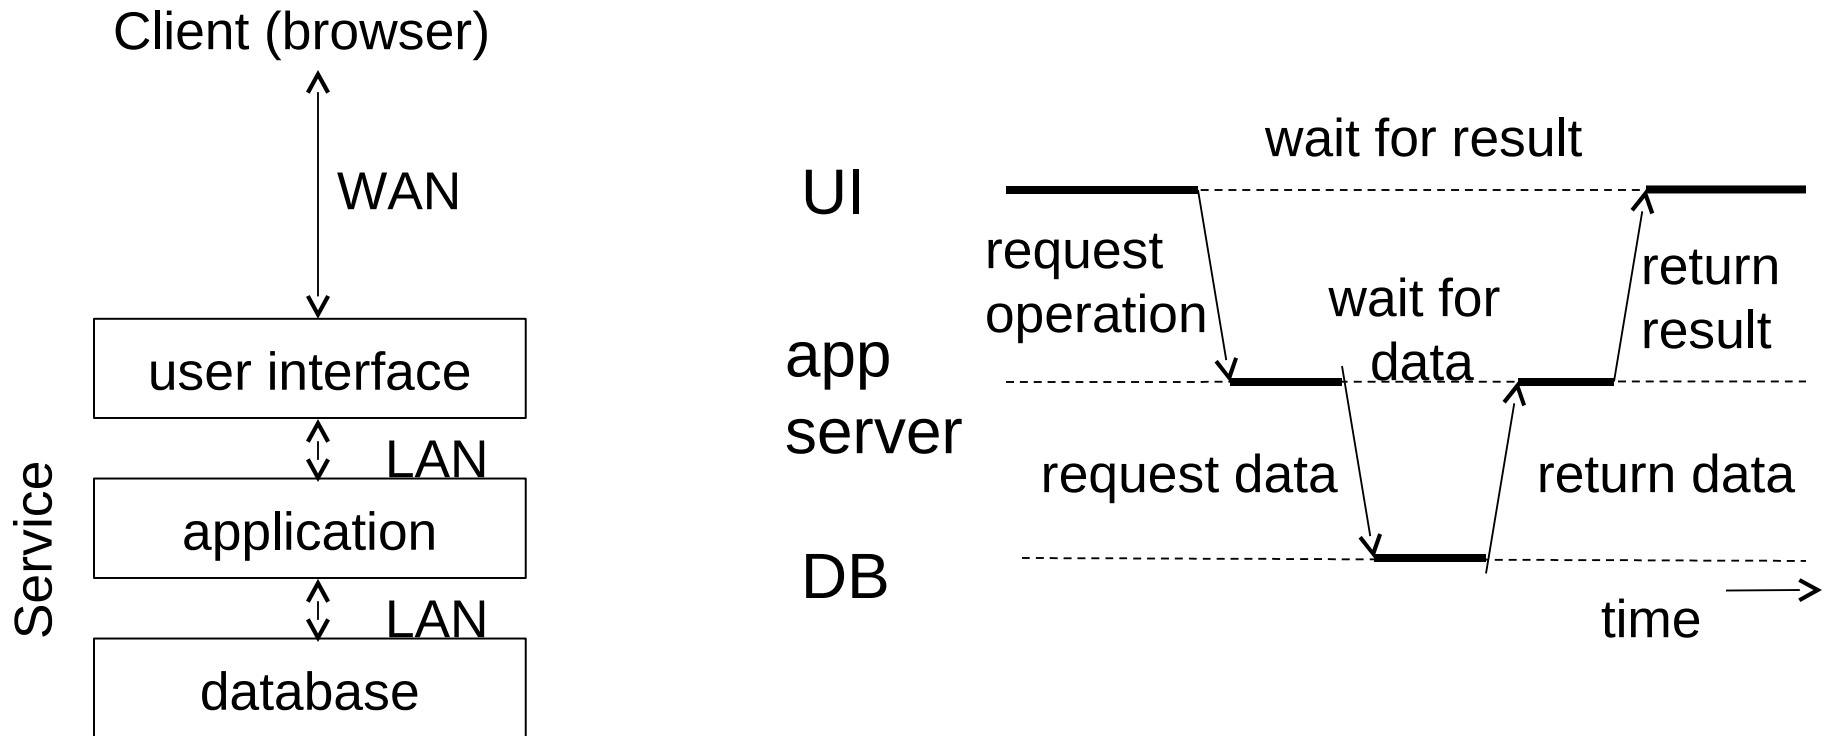 Client (browser)
WAN
user interface
LAN
application
LAN
database
Service
wait for result
UI
request
operation
wait for
data
return
result
app
server
request data
return data
DB
time